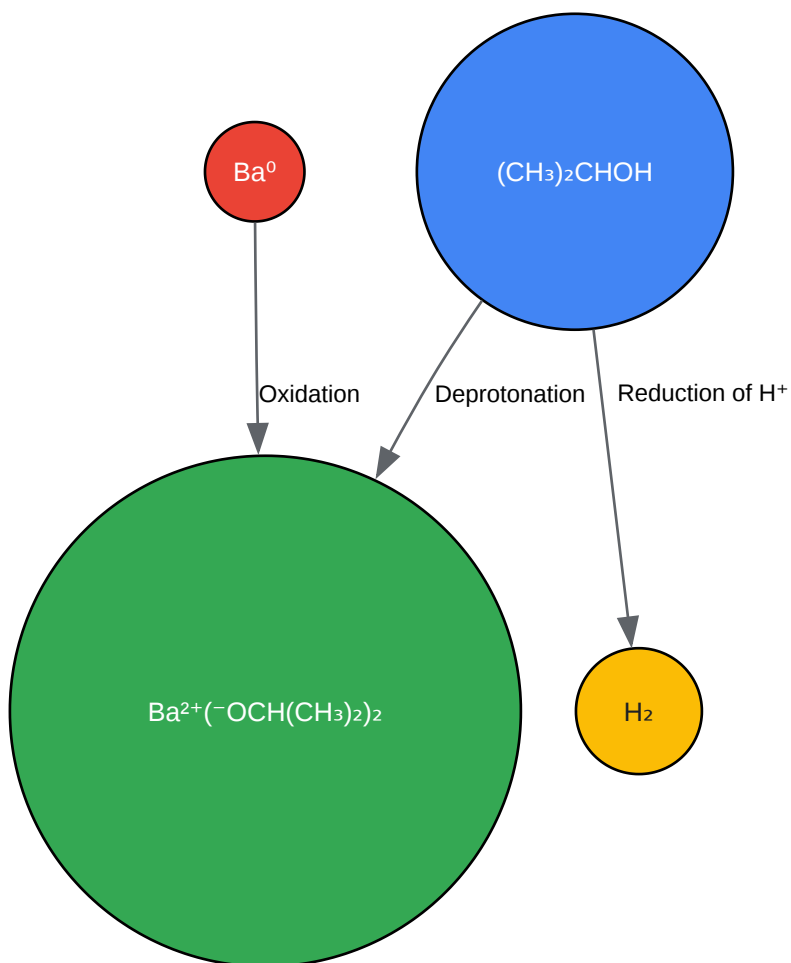 Ba⁰
(CH₃)₂CHOH
Oxidation
Deprotonation
Reduction of H⁺
Ba²⁺(⁻OCH(CH₃)₂)₂
H₂